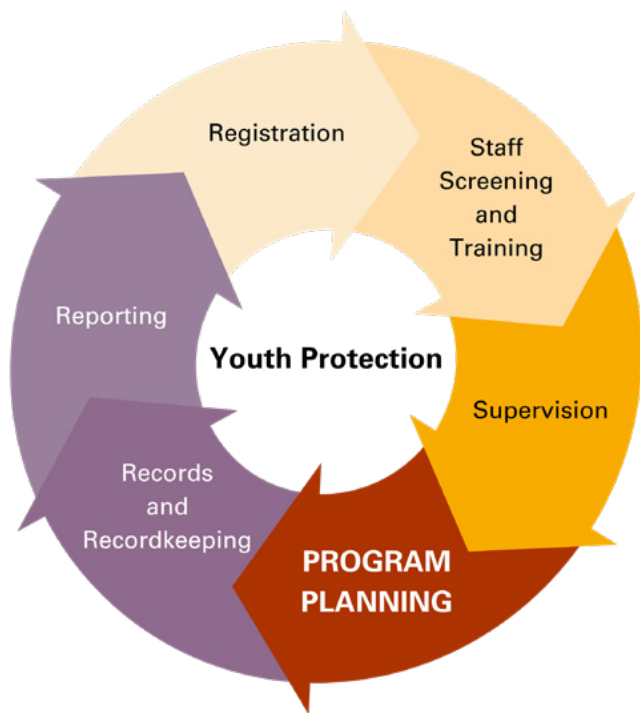 Registration
Staff
Screening
and
Training
Supervision
PROGRAM
PLANNING
Records
and
Recordkeeping
Reporting
Youth Protection